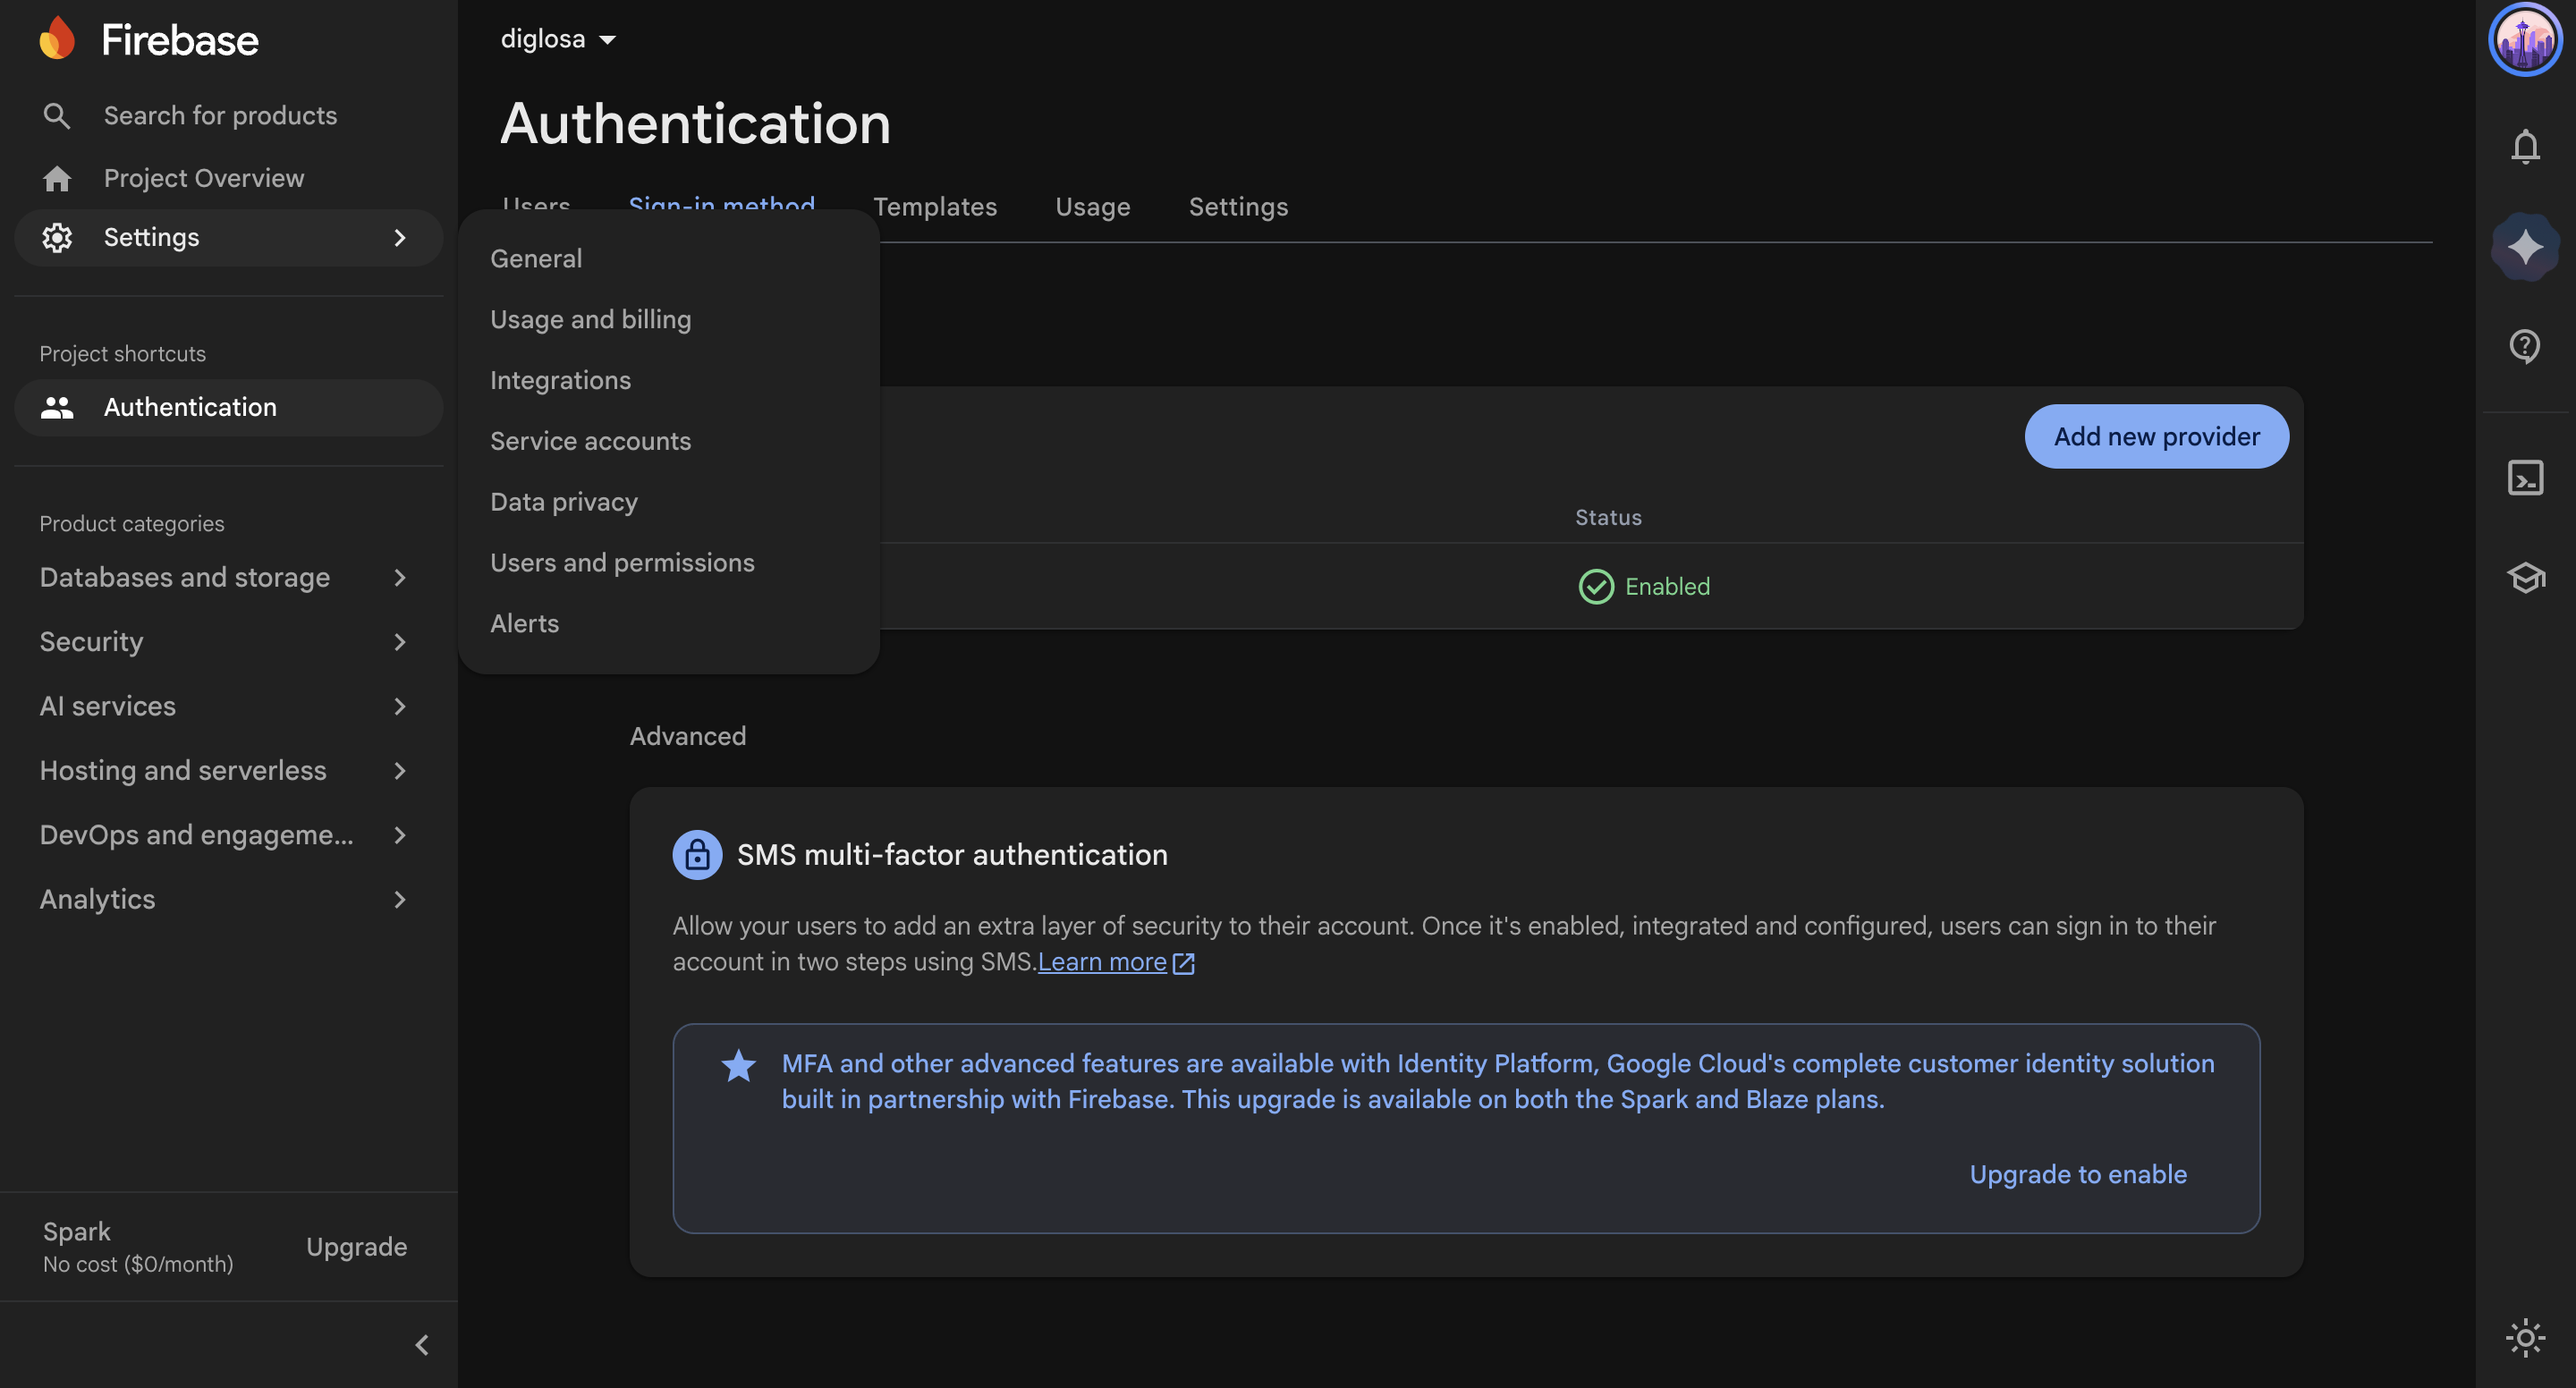 Firebase
Search for products
Project Overview
Settings
Project shortcuts
Authentication
Product categories
Databases and storage
Security
AI services
Hosting and serverless
DevOps and engageme...
Analytics
Spark
No cost ($0/month)
Upgrade
diglosa
Authentication
Users
Sign-in method
Templates
Usage
Settings
General
Usage and billing
Integrations
Service accounts
Data privacy
Users and permissions
Alerts
Add new provider
Status
Enabled
Advanced
SMS multi-factor authentication
Allow your users to add an extra layer of security to their account. Once it's enabled, integrated and configured, users can sign in to their
account in two steps using SMS.Learn more
MFA and other advanced features are available with Identity Platform, Google Cloud's complete customer identity solution
built in partnership with Firebase. This upgrade is available on both the Spark and Blaze plans.
Upgrade to enable